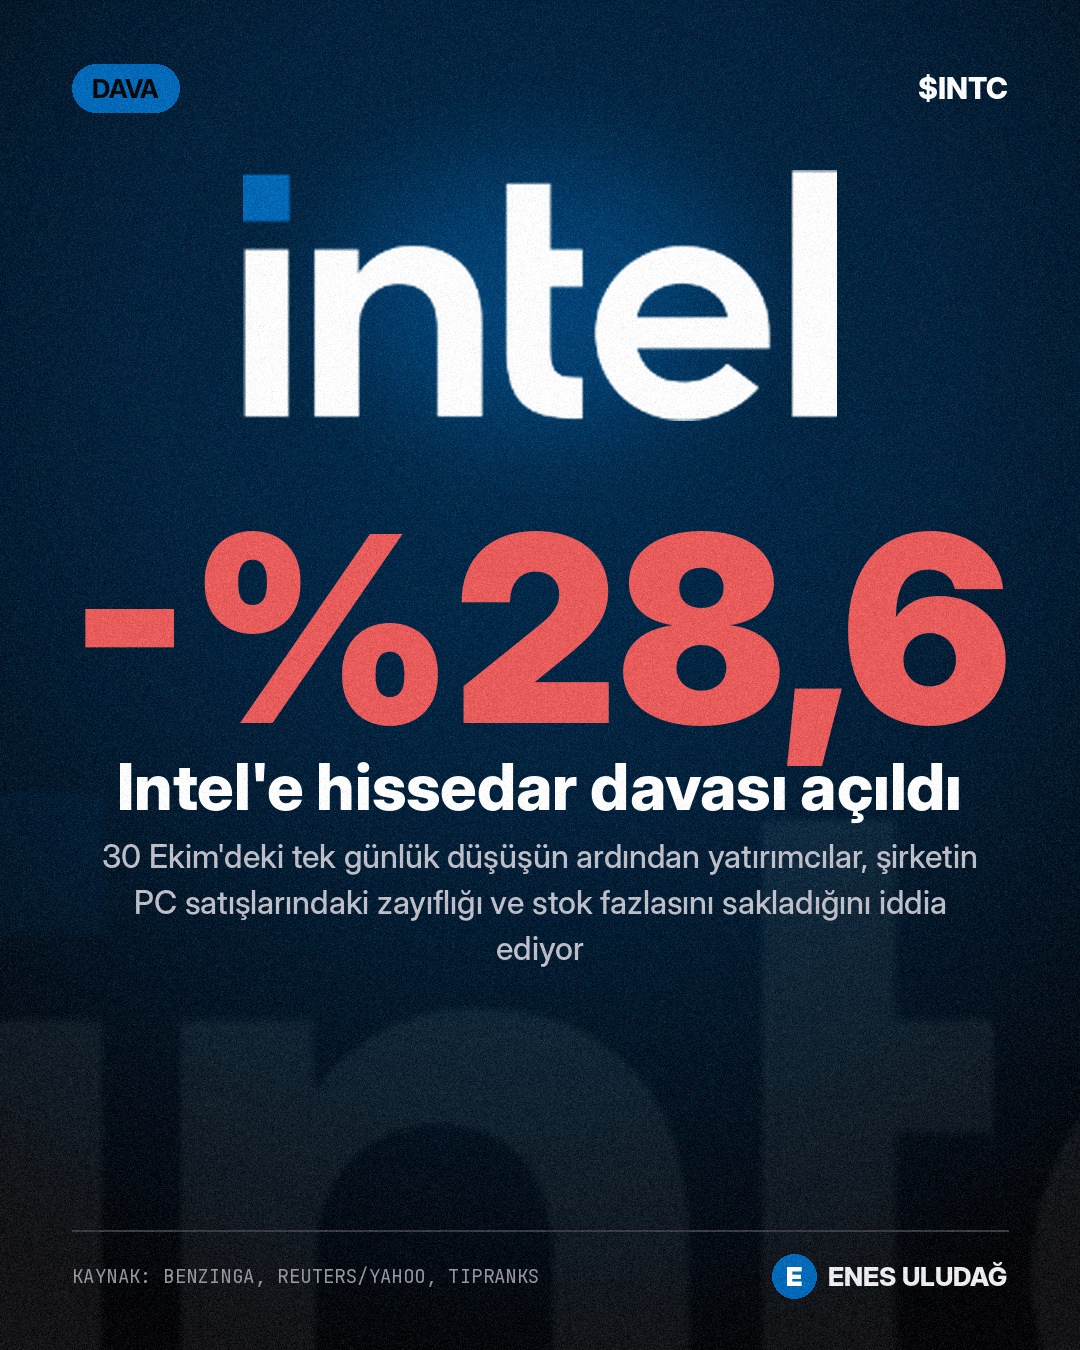 DAVA
$INTC
intel
-%28,6
Intel'e hissedar davası açıldı
30 Ekim'deki tek günlük düşüşün ardından yatırımcılar, şirketin
PC satışlarındaki zayıflığı ve stok fazlasını sakladığını iddia
ediyor
KAYNAK: BENZINGA, REUTERS/YAHOO, TIPRANKS
E ENES ULUDAĞ